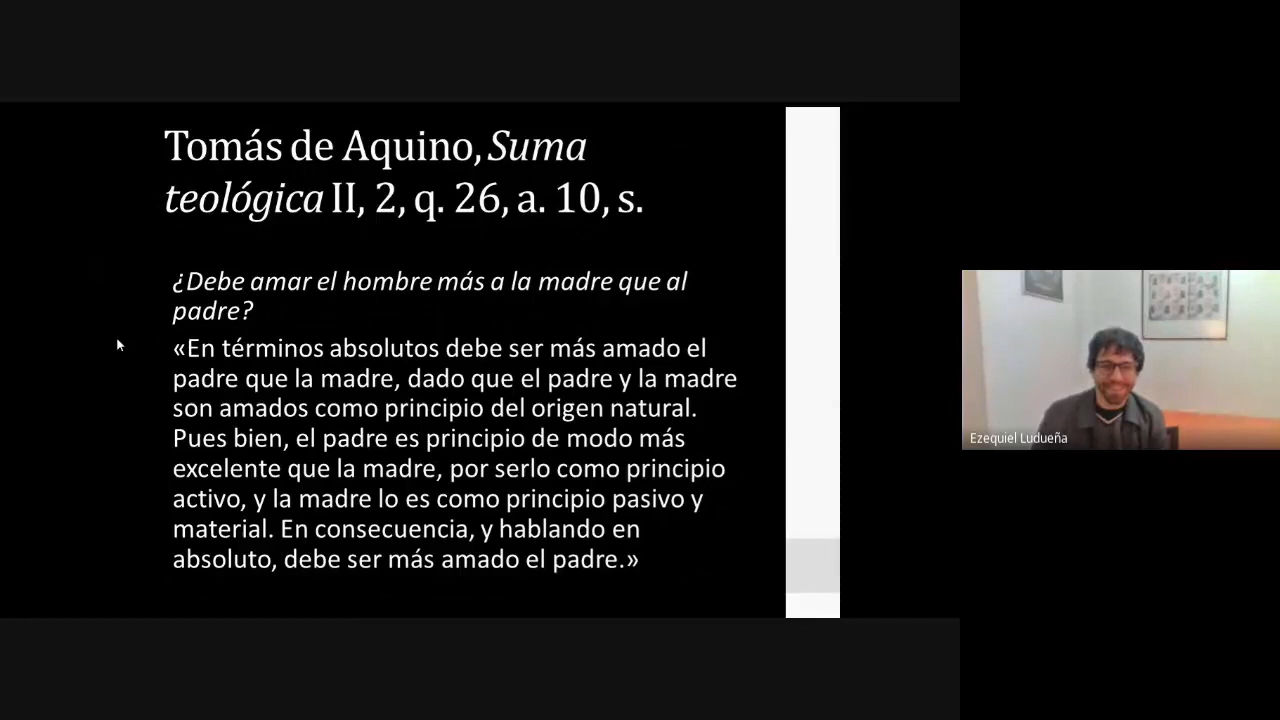 Tomás de Aquino, Suma
teológica II, 2, q. 26, a. 10, s.
¿Debe amar el hombre más a la madre que al
padre?
«En términos absolutos debe ser más amado el
padre que la madre, dado que el padre y la madre
son amados como principio del origen natural.
Pues bien, el padre es principio de modo más
excelente que la madre, por serlo como principio
activo, y la madre lo es como principio pasivo y
material. En consecuencia, y hablando en
absoluto, debe ser más amado el padre.»
Ezequiel Ludueña